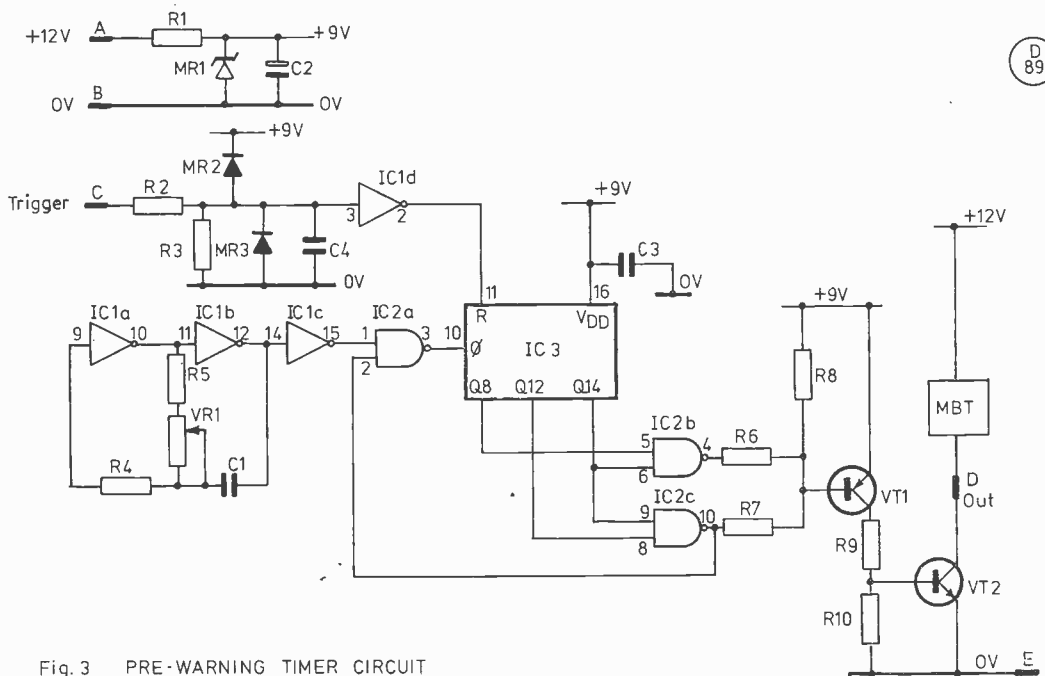 +12V A R1 +9V
MR1 C2
0V B 0V
D
89
+9V
MR2
IC1d
Trigger C R2 3 2
R3 MR3 C4
0V
+9V
C3
0V
+12V
11 16
R VDD
IC1a IC1b IC1c IC2a
9 10 11 12 14 15 1 3 10 Ø
2
IC3
Q8 Q12 Q14
+9V
R5
VR1
R4 C1
R8
MBT
IC2b
5 4 R6
6
IC2c
9 10 R7
8
VT1
D
Out
R9
VT2
R10
0V E
Fig. 3 PRE-WARNING TIMER CIRCUIT